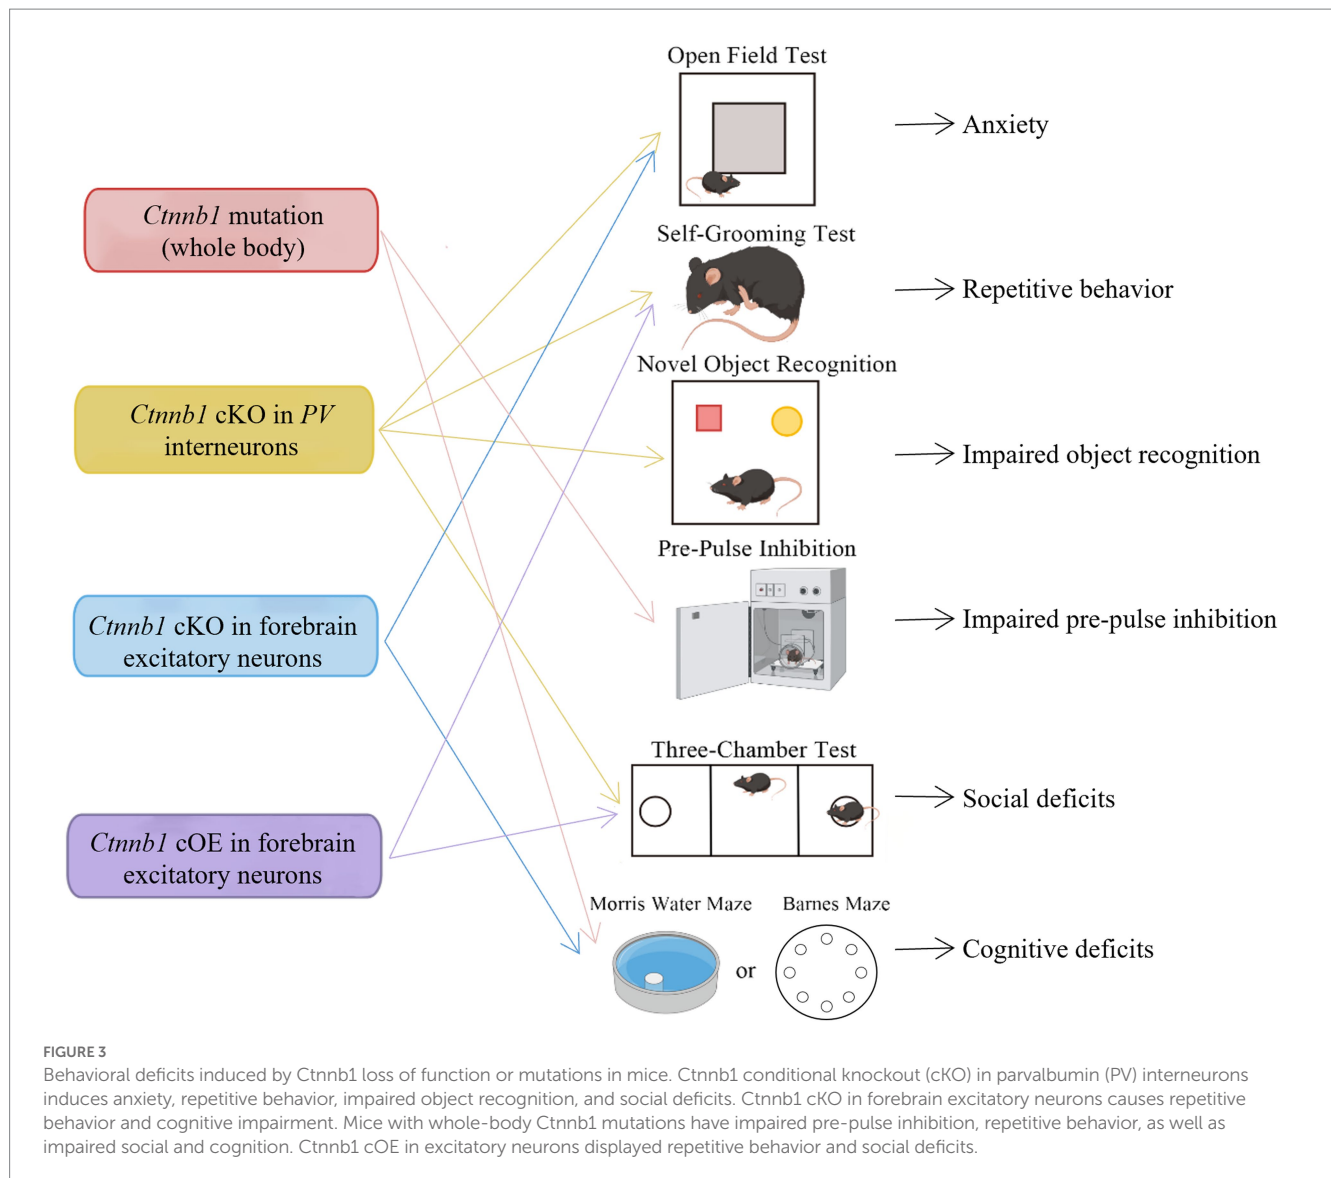 Open Field Test
Anxiety
Ctnnb1 mutation
(whole body)
Self-Grooming Test
Repetitive behavior
Novel Object Recognition
Ctnnb1 cKO in PV
interneurons
Impaired object recognition
Pre-Pulse Inhibition
Ctnnb1 cKO in forebrain
excitatory neurons
Impaired pre-pulse inhibition
Three-Chamber Test
Social deficits
Ctnnb1 cOE in forebrain
excitatory neurons
Morris Water Maze
Barnes Maze
or
Cognitive deficits
FIGURE 3
Behavioral deficits induced by Ctnnb1 loss of function or mutations in mice. Ctnnb1 conditional knockout (cKO) in parvalbumin (PV) interneurons
induces anxiety, repetitive behavior, impaired object recognition, and social deficits. Ctnnb1 cKO in forebrain excitatory neurons causes repetitive
behavior and cognitive impairment. Mice with whole-body Ctnnb1 mutations have impaired pre-pulse inhibition, repetitive behavior, as well as
impaired social and cognition. Ctnnb1 cOE in excitatory neurons displayed repetitive behavior and social deficits.